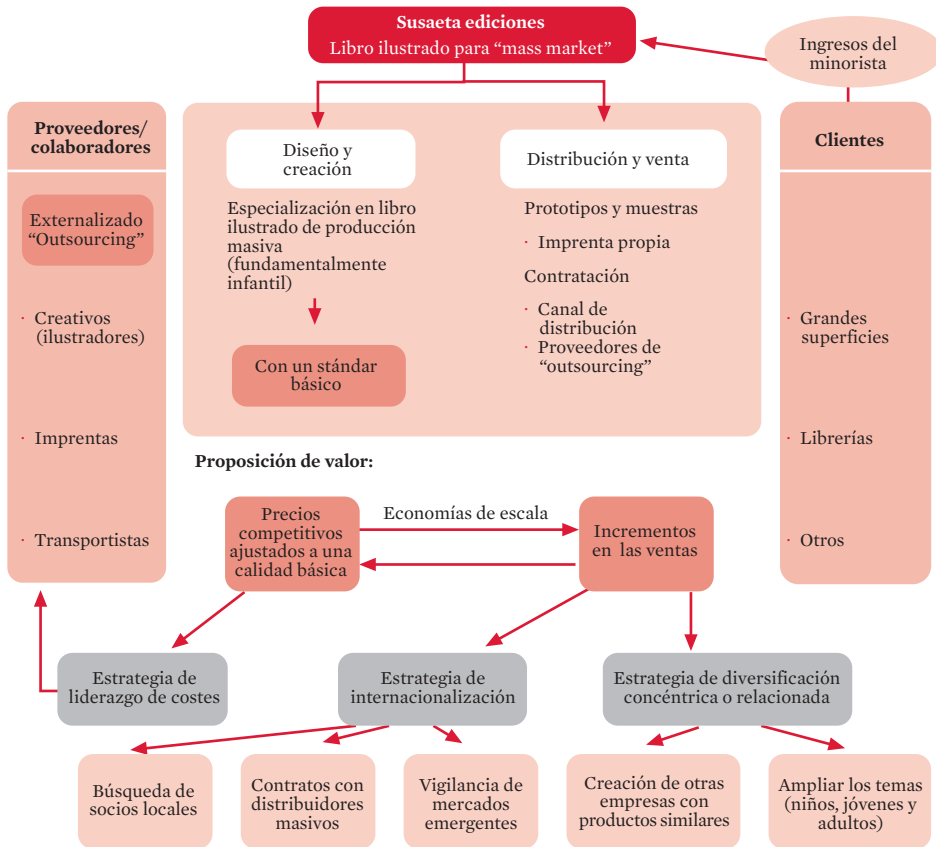 Susaeta ediciones
Libro ilustrado para “mass market”
Ingresos del
minorista
Proveedores/
colaboradores
Externalizado
“Outsourcing”
· Creativos
(ilustradores)
· Imprentas
· Transportistas
Diseño y
creación
Especialización en libro
ilustrado de producción
masiva
(fundamentalmente
infantil)
Con un stándar
básico
Distribución y venta
Prototipos y muestras
· Imprenta propia
Contratación
· Canal de
distribución
· Proveedores de
“outsourcing”
Clientes
· Grandes
superficies
· Librerías
· Otros
Proposición de valor:
Precios
competitivos
ajustados a una
calidad básica
Economías de escala
Incrementos
en las ventas
Estrategia de
liderazgo de costes
Estrategia de
internacionalización
Estrategia de diversificación
concéntrica o relacionada
Búsqueda de
socios locales
Contratos con
distribuidores
masivos
Vigilancia de
mercados
emergentes
Creación de otras
empresas con
productos similares
Ampliar los temas
(niños, jóvenes y
adultos)